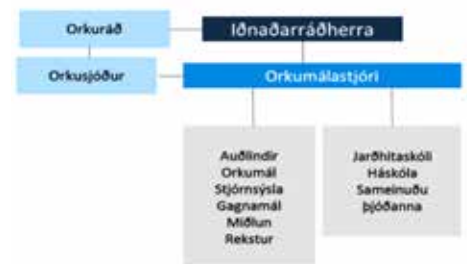 Orkuráð
Iðnaðarráðherra
Orkusjóður
Orkumálastjóri
Auðlindir
Orkumál
Stjórnsýsla
Gagnamál
Miðlun
Rekstur
Jarðhitaskóli
Háskóla
Sameinuðu
þjóðanna